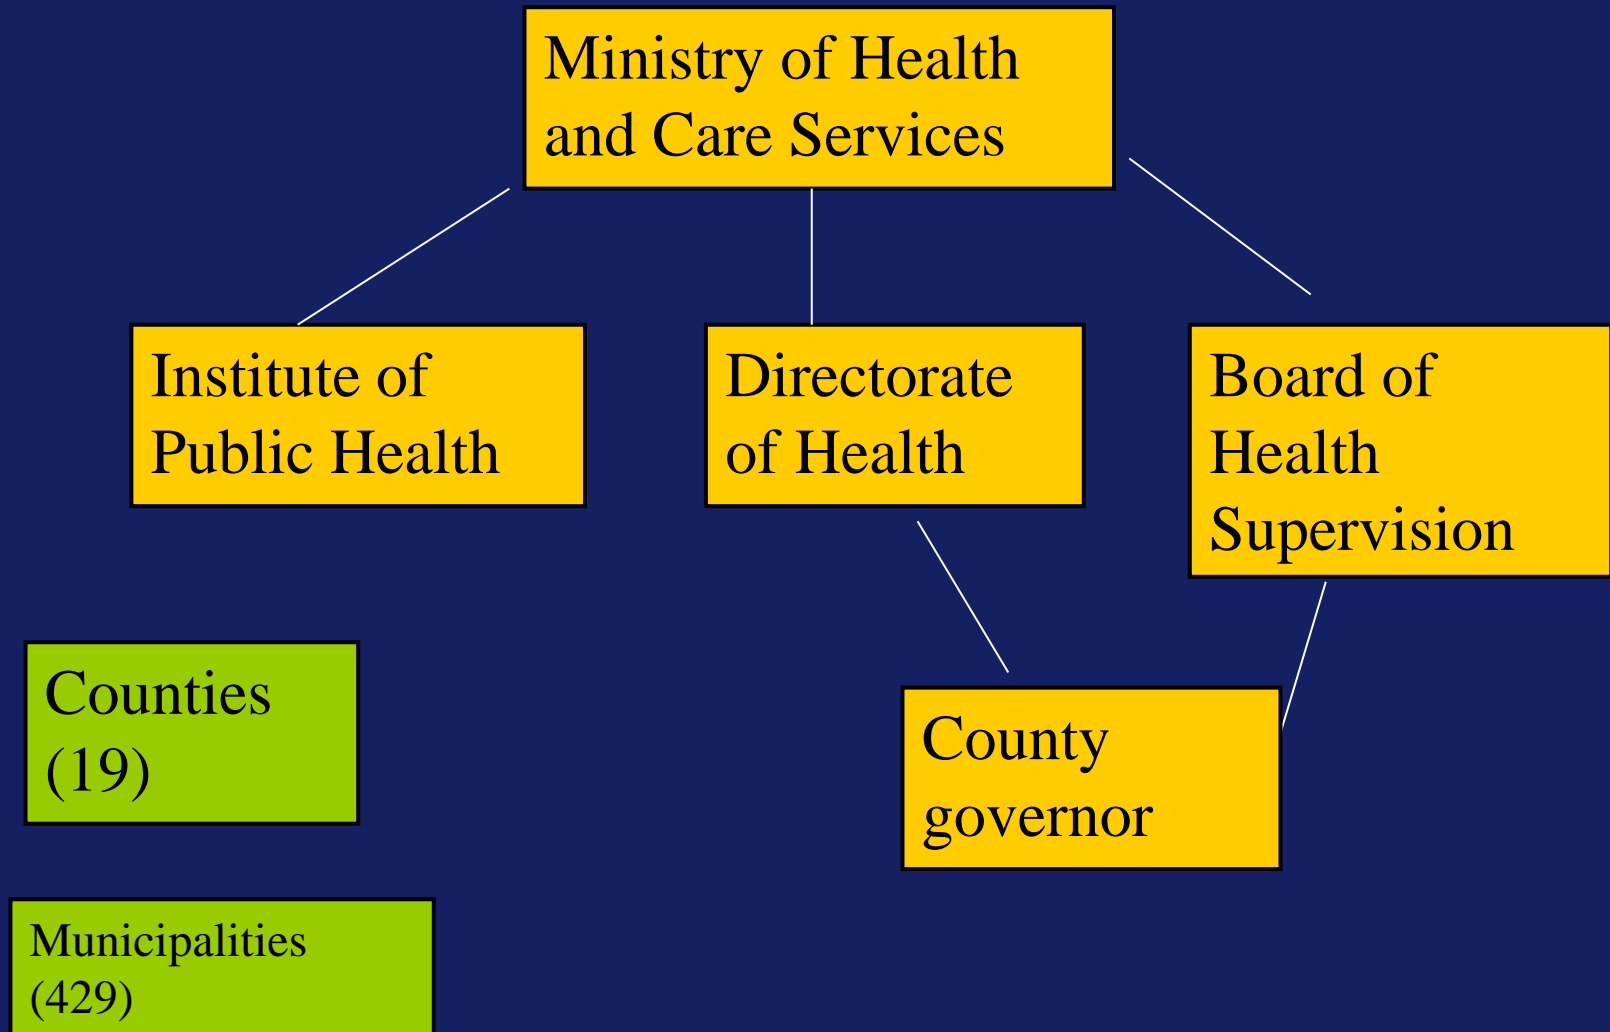 Ministry of Health
and Care Services
Institute of
Public Health
Directorate
of Health
Board of
Health
Supervision
Counties
(19)
County
governor
Municipalities
(429)